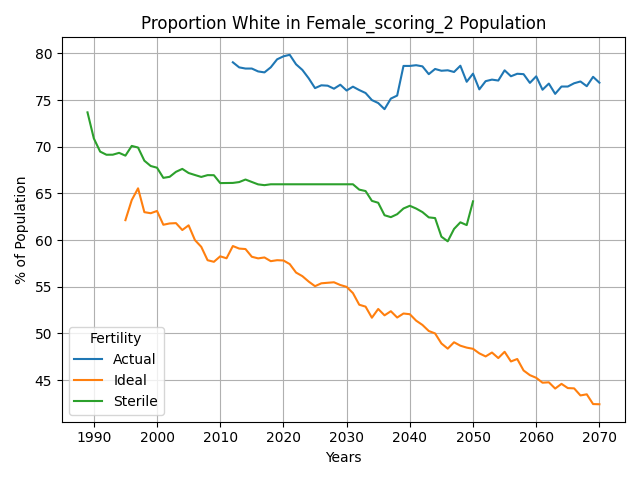 Proportion White in Female_scoring_2 Population
% of Population
80
75
70
65
60
55
50
45
Fertility
Actual
Ideal
Sterile
1990 2000 2010 2020 2030 2040 2050 2060 2070
Years